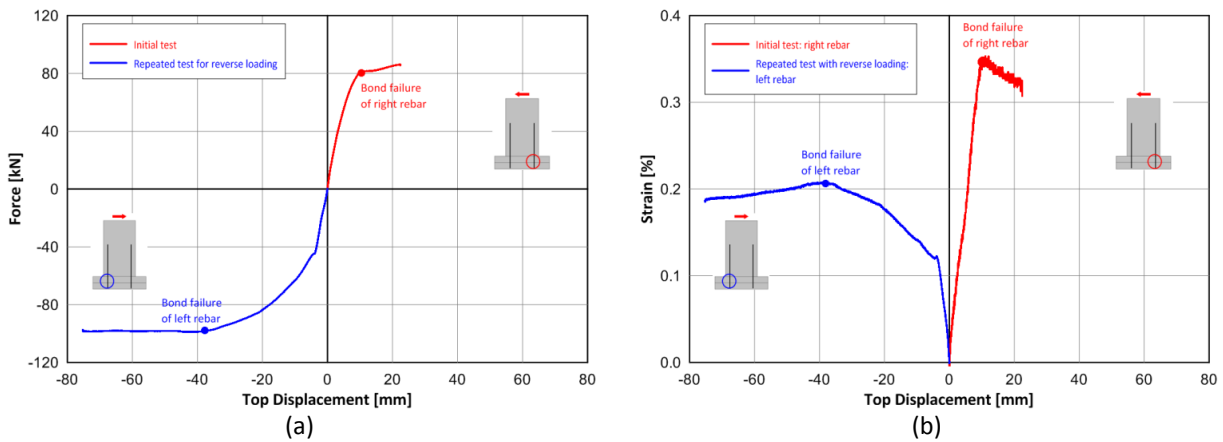 120
80
40
0
-40
-80
-120
Force [kN]
Initial test
Repeated test for reverse loading
Bond failure
of right rebar
Bond failure
of left rebar
-80 -60 -40 -20 0 20 40 60 80
Top Displacement [mm]
(a)
0.4
0.3
0.2
0.1
0.0
Strain [%]
Initial test: right rebar
Repeated test with reverse loading:
left rebar
Bond failure
of right rebar
Bond failure
of left rebar
-80 -60 -40 -20 0 20 40 60 80
Top Displacement [mm]
(b)